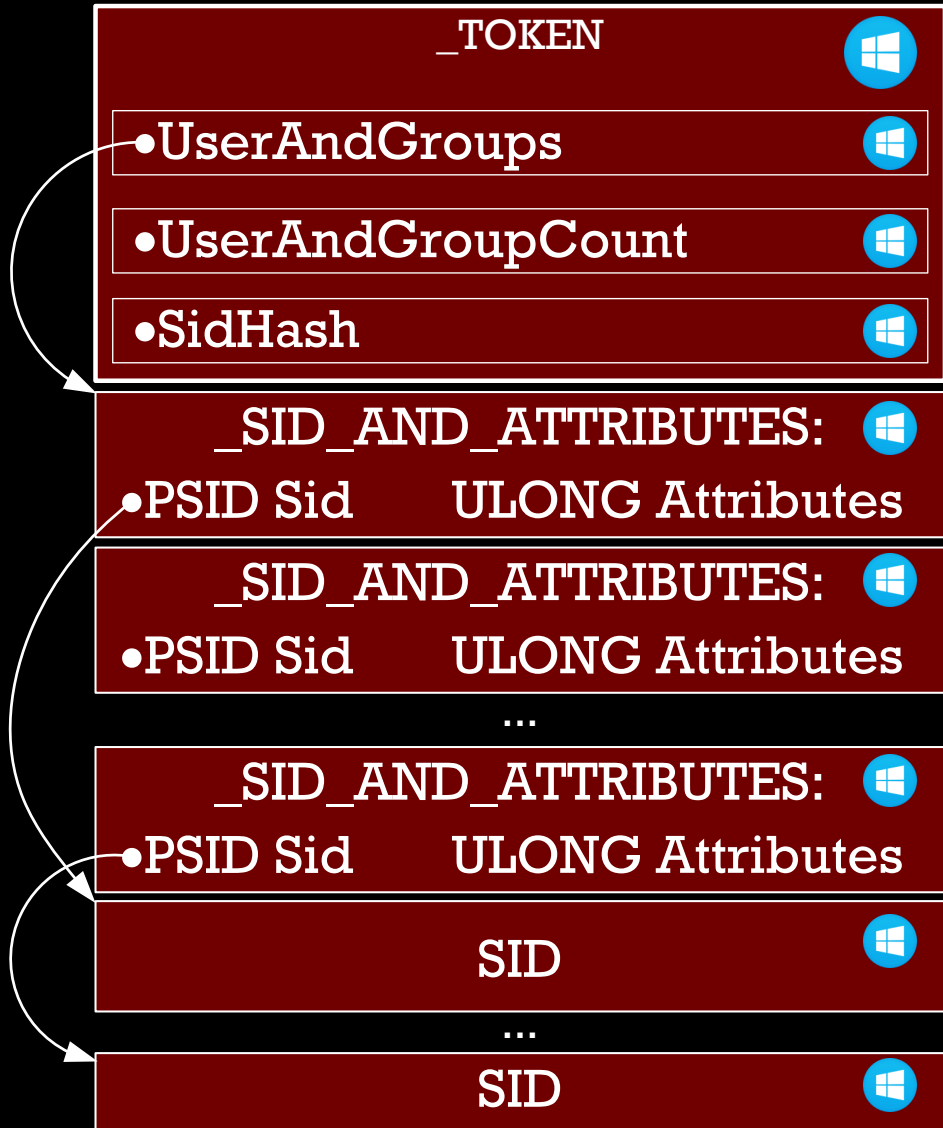 _TOKEN
•UserAndGroups
•UserAndGroupCount
•SidHash
_SID_AND_ATTRIBUTES:
•PSID Sid ULONG Attributes
_SID_AND_ATTRIBUTES:
•PSID Sid ULONG Attributes
...
_SID_AND_ATTRIBUTES:
•PSID Sid ULONG Attributes
SID
...
SID